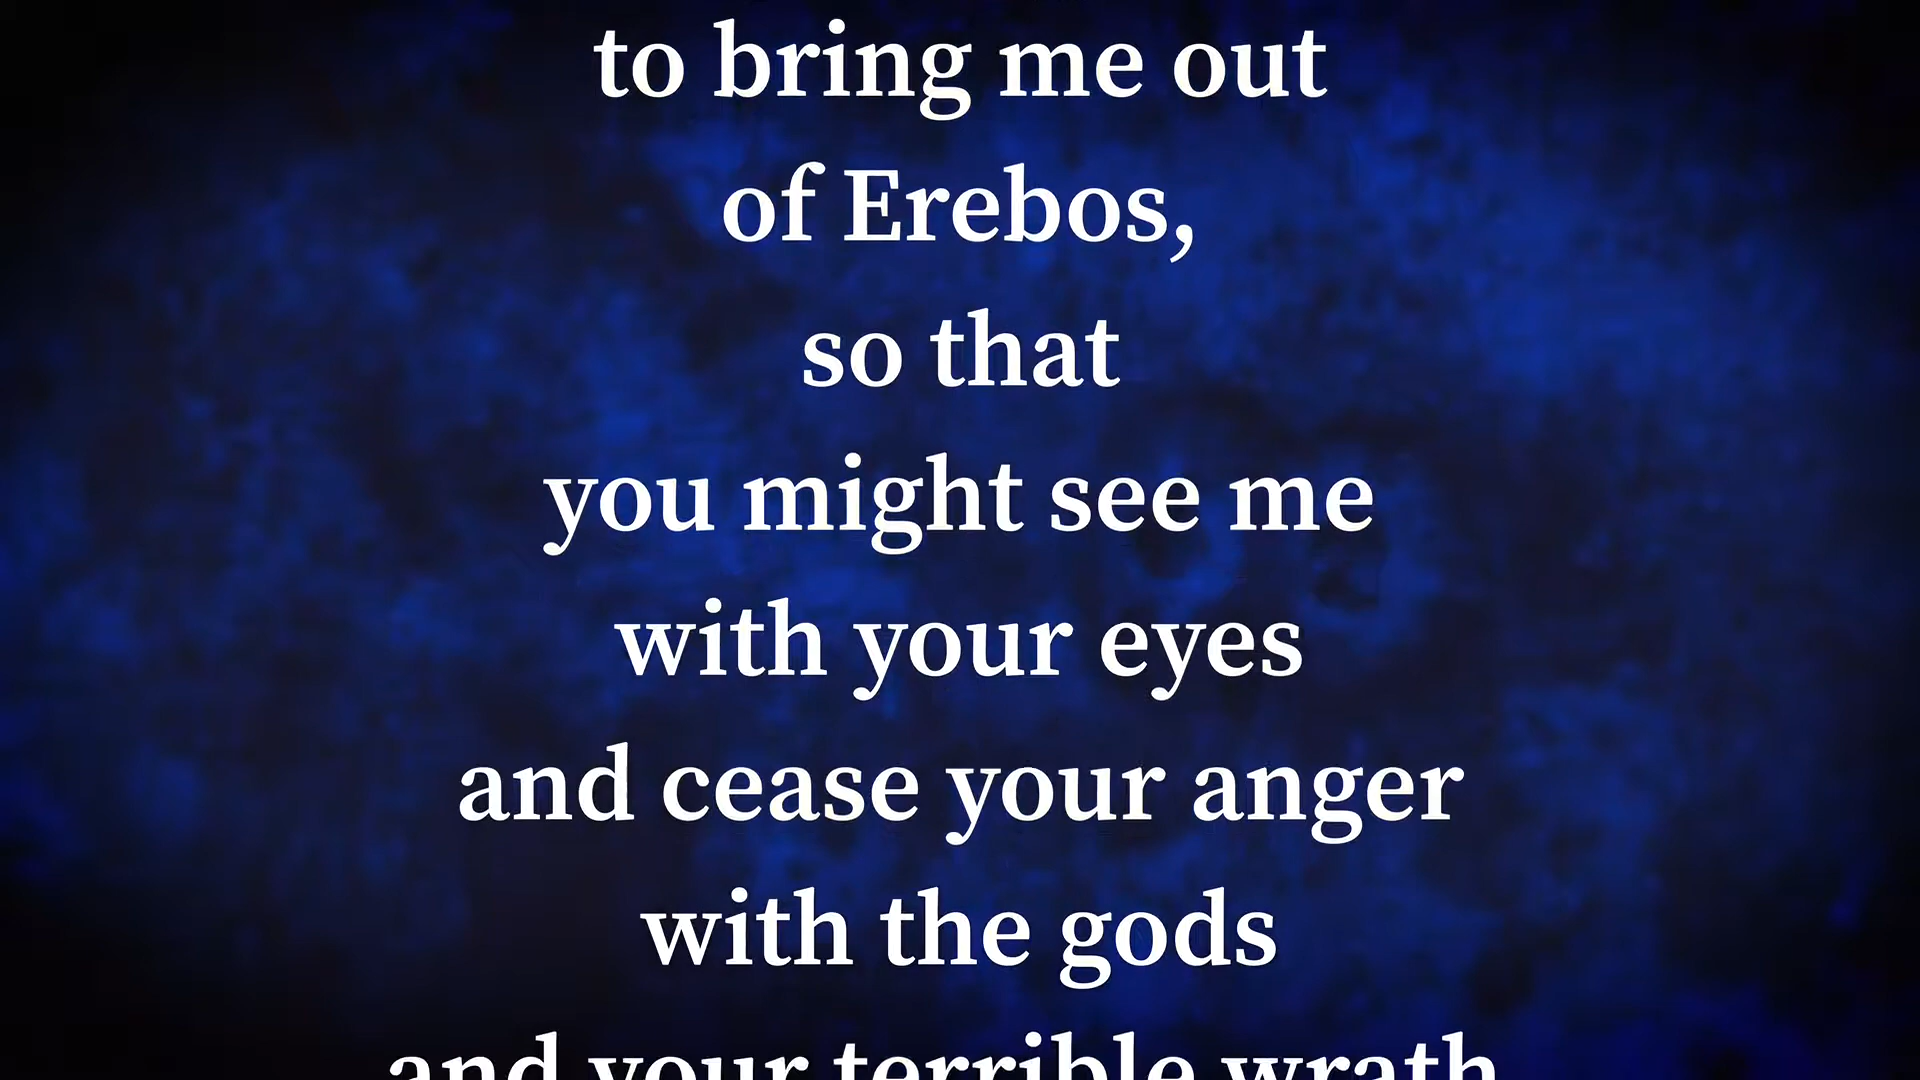 to bring me out
of Erebos,
so that
you might see me
with your eyes
and cease your anger
with the gods
and your terrible wrath